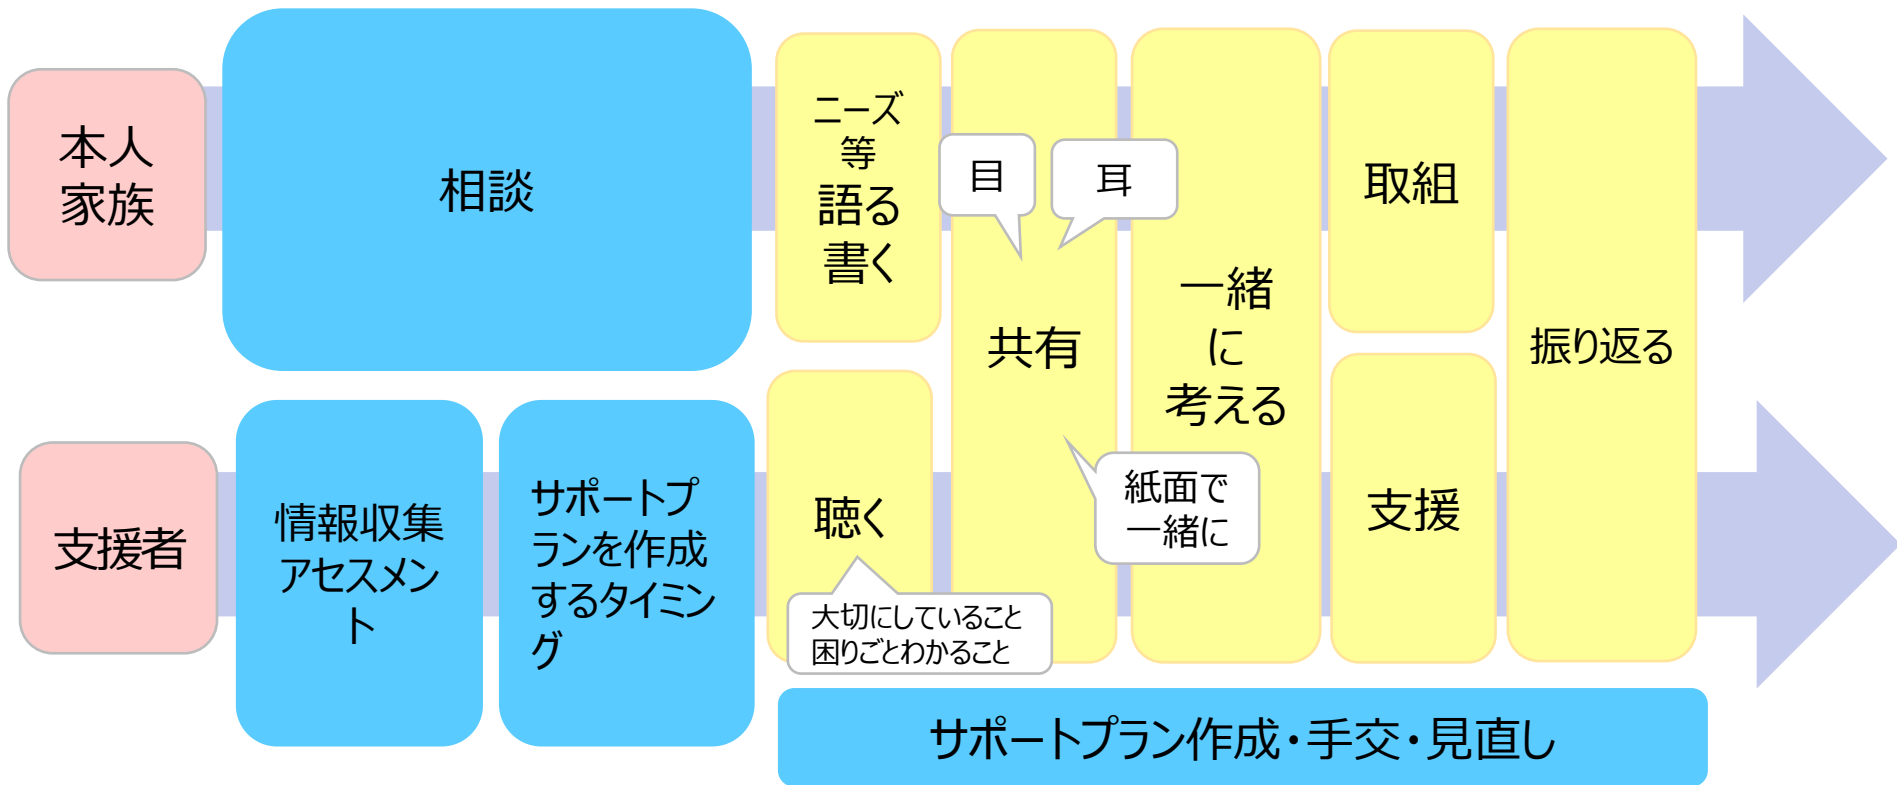 本人
家族
相談
ニーズ
等
語る
書く
目
耳
共有
一緒
に
考える
取組
振り返る
支援者
情報収集
アセスメン
ト
サポートプ
ランを作成
するタイミン
グ
聴く
大切にしていること
困りごとわかること
紙面で
一緒に
支援
サポートプラン作成・手交・見直し